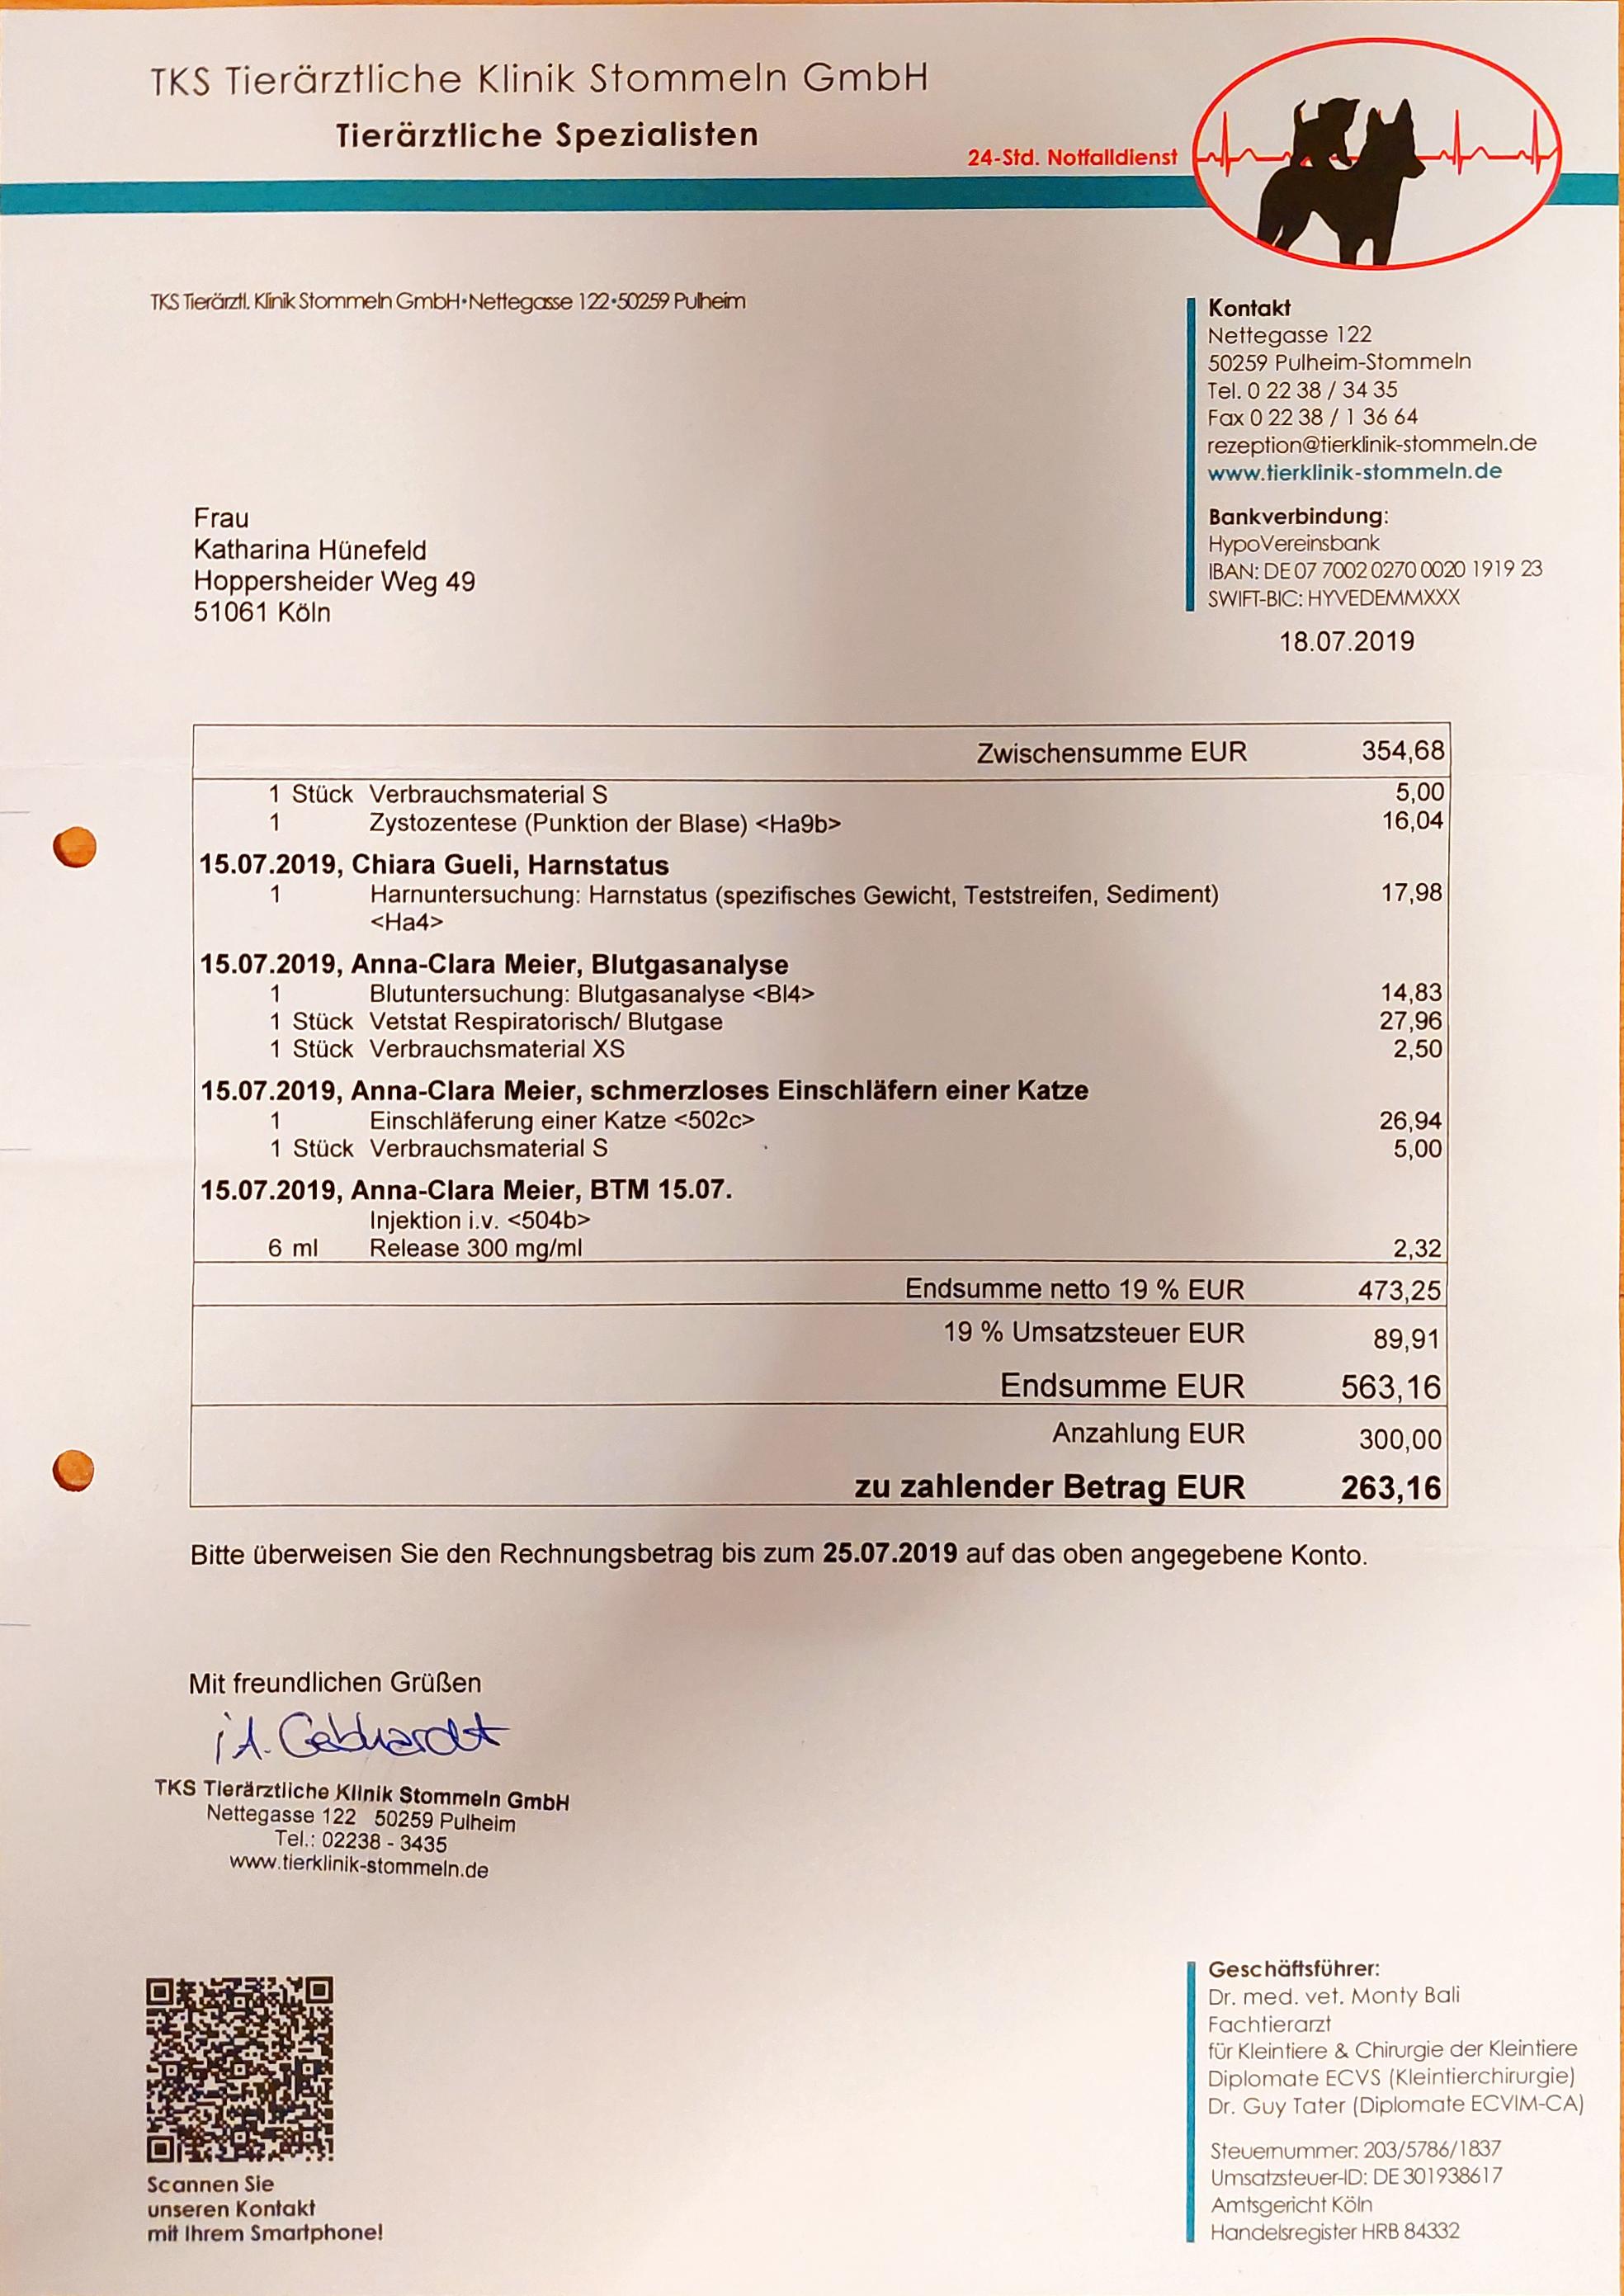 TKS Tierärztliche Klinik Stommeln GmbH
Tierärztliche Spezialisten
24-Std. Notfalldienst
TKS Tierärztl. Klinik Stommeln GmbH•Nettegasse 122•50259 Pulheim
Kontakt
Nettegasse 122
50259 Pulheim-Stommeln
Tel. 0 22 38 / 34 35
Fax 0 22 38 / 1 36 64
rezeption@tierklinik-stommeln.de
www.tierklinik-stommeln.de
Bankverbindung:
HypoVereinsbank
IBAN: DE 07 7002 0270 0020 1919 23
SWIFT-BIC: HYVEDEMMXXX
18.07.2019
Frau
Katharina Hünefeld
Hoppersheider Weg 49
51061 Köln
Zwischensumme EUR 354,68
1 Stück Verbrauchsmaterial S 5,00
1 Zystozentese (Punktion der Blase) <Ha9b> 16,04
15.07.2019, Chiara Gueli, Harnstatus
1 Harnuntersuchung: Harnstatus (spezifisches Gewicht, Teststreifen, Sediment) 17,98
<Ha4>
15.07.2019, Anna-Clara Meier, Blutgasanalyse
1 Blutuntersuchung: Blutgasanalyse <Bl4> 14,83
1 Stück Vetstat Respiratorisch/ Blutgase 27,96
1 Stück Verbrauchsmaterial XS 2,50
15.07.2019, Anna-Clara Meier, schmerzloses Einschläfern einer Katze
1 Einschläferung einer Katze <502c> 26,94
1 Stück Verbrauchsmaterial S 5,00
15.07.2019, Anna-Clara Meier, BTM 15.07.
Injektion i.v. <504b>
6 ml Release 300 mg/ml 2,32
Endsumme netto 19 % EUR 473,25
19 % Umsatzsteuer EUR 89,91
Endsumme EUR 563,16
Anzahlung EUR 300,00
zu zahlender Betrag EUR 263,16
Bitte überweisen Sie den Rechnungsbetrag bis zum 25.07.2019 auf das oben angegebene Konto.
Mit freundlichen Grüßen
i A. Gebhardt
TKS Tierärztliche Klinik Stommeln GmbH
Nettegasse 122 50259 Pulheim
Tel.: 02238 - 3435
www.tierklinik-stommeln.de
Scannen Sie
unseren Kontakt
mit Ihrem Smartphone!
Geschäftsführer:
Dr. med. vet. Monty Bali
Fachtierarzt
für Kleintiere & Chirurgie der Kleintiere
Diplomate ECVS (Kleintierchirurgie)
Dr. Guy Tater (Diplomate ECVIM-CA)
Steuernummer: 203/5786/1837
Umsatzsteuer-ID: DE 301938617
Amtsgericht Köln
Handelsregister HRB 84332